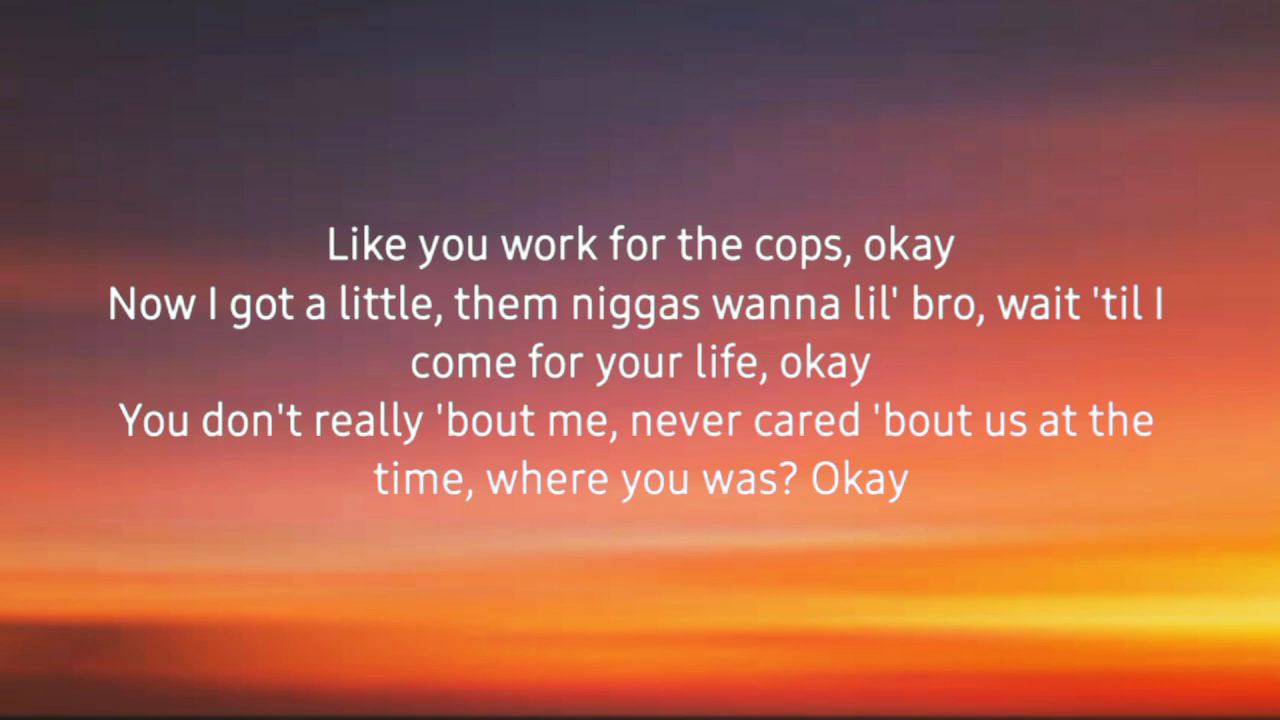 Like you work for the cops, okay
Now I got a little, them niggas wanna lil' bro, wait 'til I
come for your life, okay
You don't really 'bout me, never cared 'bout us at the
time, where you was? Okay